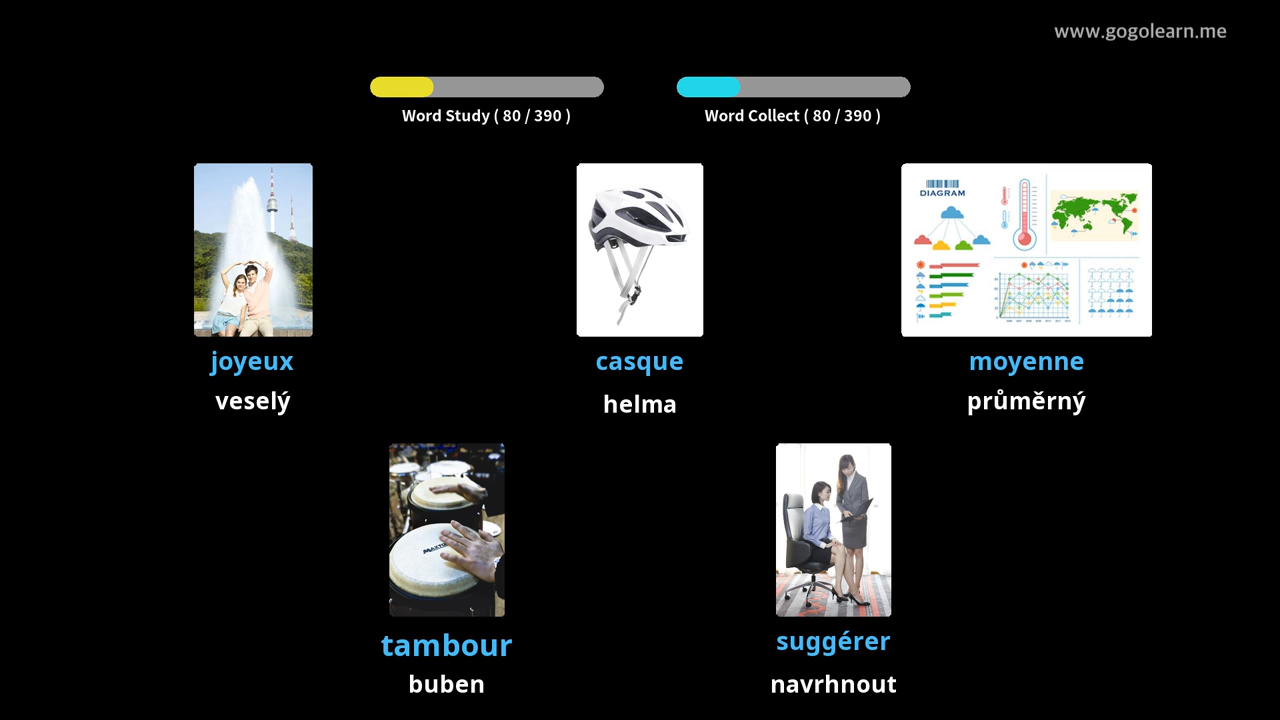 www.gogolearn.me
Word Study ( 80 / 390 )
Word Collect ( 80 / 390 )
DIAGRAM
joyeux
veselý
casque
helma
moyenne
průměrný
tambour
buben
suggérer
navrhnout